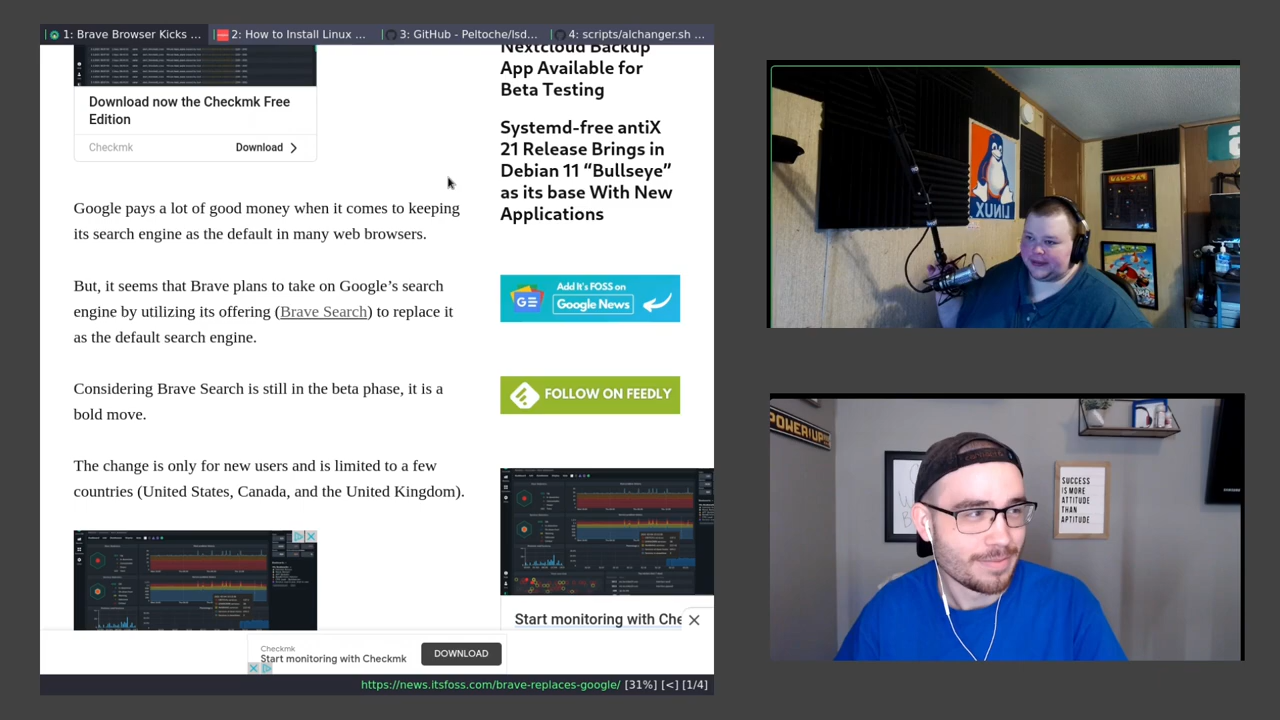 1: Brave Browser Kicks ...
2: How to Install Linux ...
3: GitHub - Peltoche/lsd...
4: scripts/alchanger.sh ...
Download now the Checkmk Free
Edition
Checkmk
Download
Google pays a lot of good money when it comes to keeping
its search engine as the default in many web browsers.
But, it seems that Brave plans to take on Google’s search
engine by utilizing its offering (Brave Search) to replace it
as the default search engine.
Considering Brave Search is still in the beta phase, it is a
bold move.
The change is only for new users and is limited to a few
countries (United States, Canada, and the United Kingdom).
Nextcloud Backup
App Available for
Beta Testing
Systemd-free antiX
21 Release Brings in
Debian 11 “Bullseye”
as its base With New
Applications
Add It's FOSS on
Google News
FOLLOW ON FEEDLY
Start monitoring with Che
Checkmk
Start monitoring with Checkmk
DOWNLOAD
https://news.itsfoss.com/brave-replaces-google/ [31%] [<] [1/4]
LINUX
POWER UP!
SUCCESS
IS MORE
ATTITUDE
THAN
APTITUDE